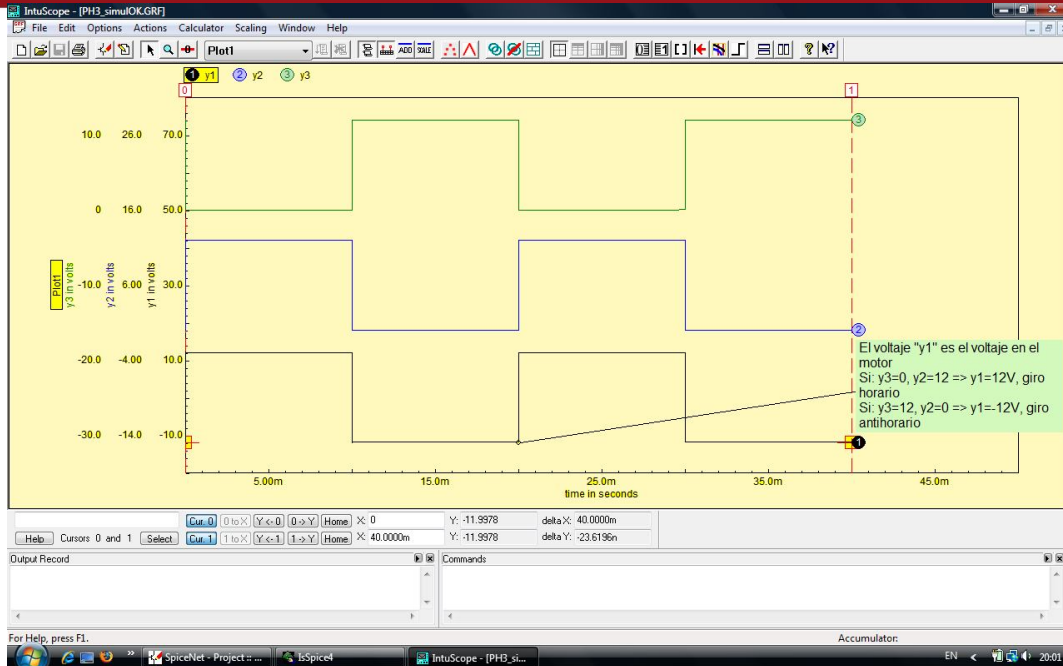 IntuScope - [PH3_simulOK.GRF]
File Edit Options Actions Calculator Scaling Window Help
Plot1
ADD SCALE
1 y1 2 y2 3 y3
0
1
10.0 26.0 70.0
0 16.0 50.0
-10.0 6.00 30.0
-20.0 -4.00 10.0
-30.0 -14.0 -10.0
Plot1
y3 in volts
y2 in volts
y1 in volts
3
2
1
El voltaje "y1" es el voltaje en el
motor
Si: y3=0, y2=12 => y1=12V, giro
horario
Si: y3=12, y2=0 => y1=-12V, giro
antihorario
5.00m 15.0m 25.0m 35.0m 45.0m
time in seconds
Cur. 0 0 to X Y <- 0 0 -> Y Home X: 0 Y: -11.9978 delta X: 40.0000m
Help Cursors 0 and 1 Select Cur. 1 1 to X Y <- 1 1 -> Y Home X: 40.0000m Y: -11.9978 delta Y: -23.6196n
Output Record
Commands
For Help, press F1.
Accumulator:
SpiceNet - Project :: ... IsSpice4 IntuScope - [PH3_si... EN 20:01